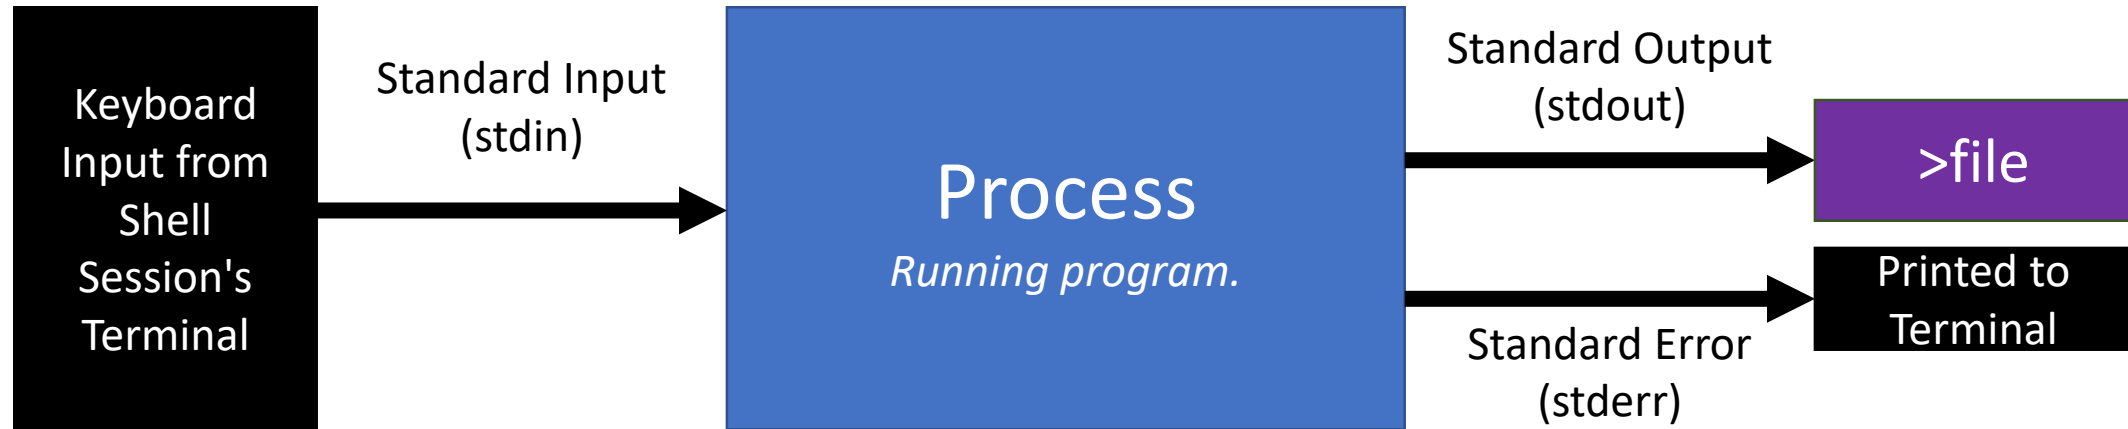 Keyboard
Input from
Shell
Session's
Terminal
Standard Input
(stdin)
Process
Running program.
Standard Output
(stdout)
>file
Printed to
Terminal
Standard Error
(stderr)